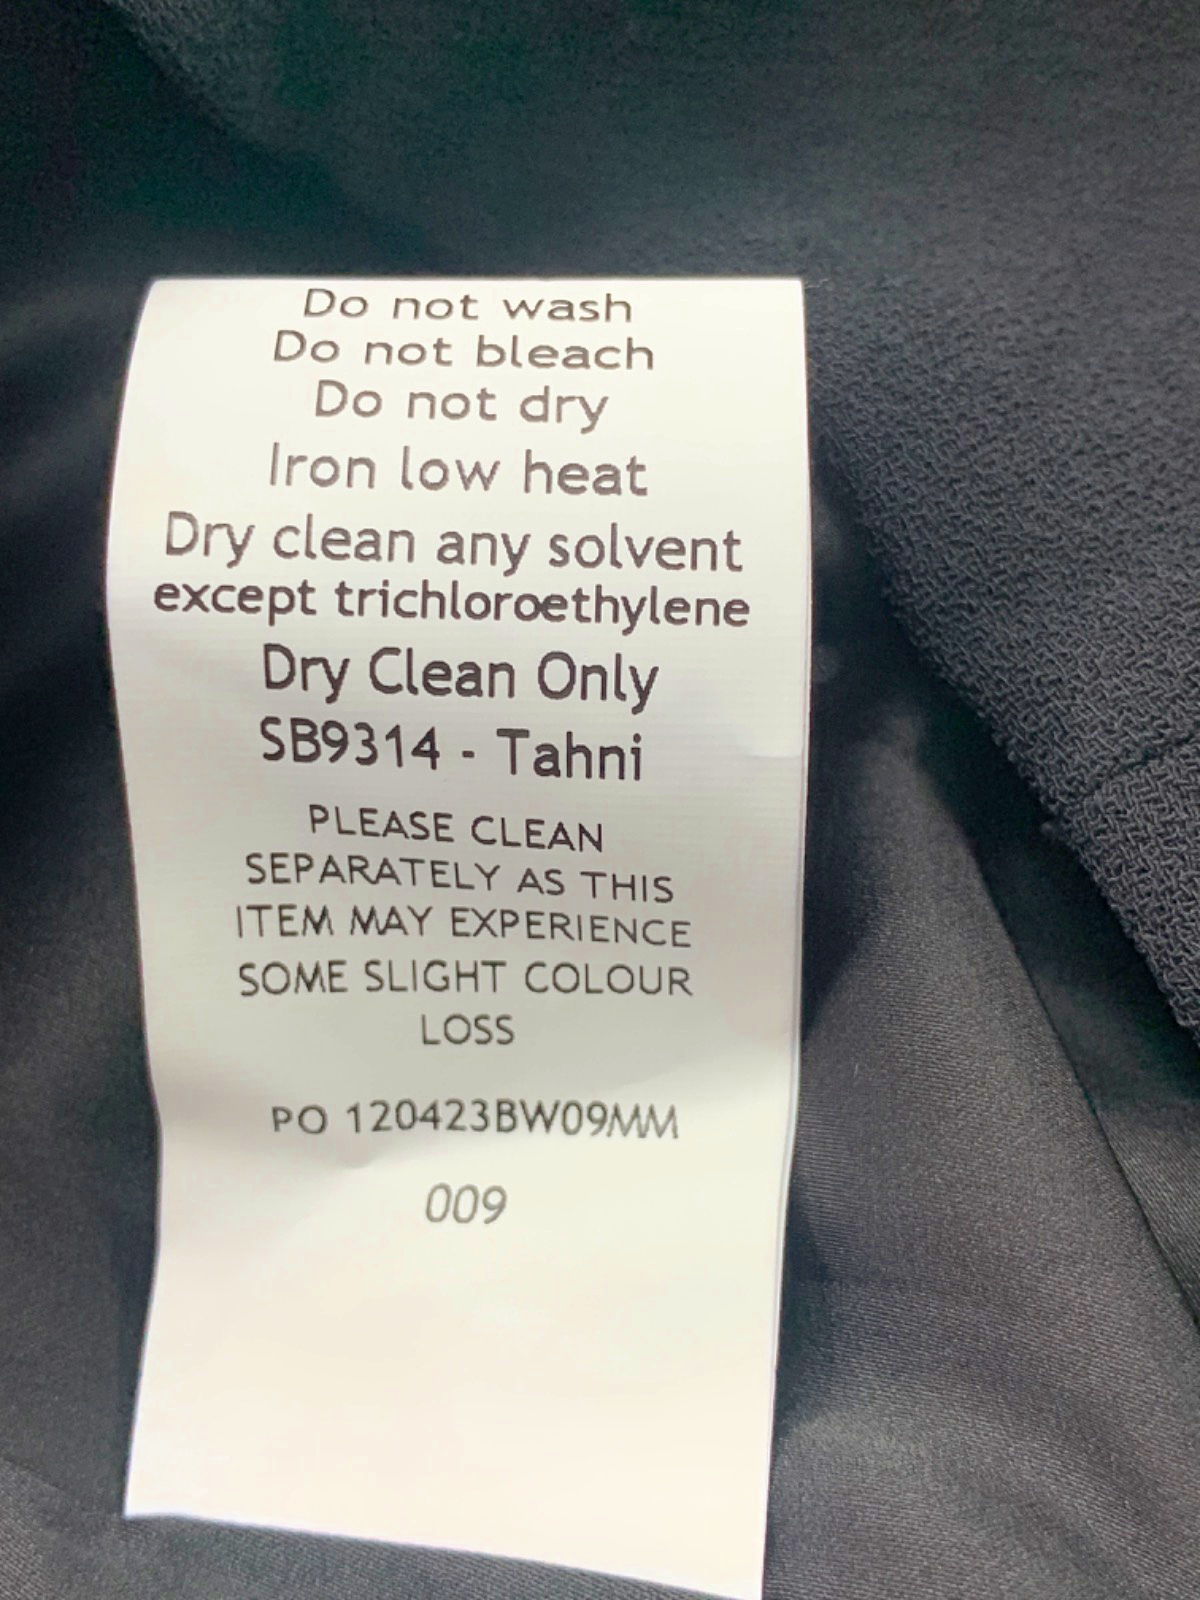 Do not wash
Do not bleach
Do not dry
Iron low heat
Dry clean any solvent
except trichloroethylene
Dry Clean Only
SB9314 - Tahni
PLEASE CLEAN
SEPARATELY AS THIS
ITEM MAY EXPERIENCE
SOME SLIGHT COLOUR
LOSS
PO 120423BW09MM
009